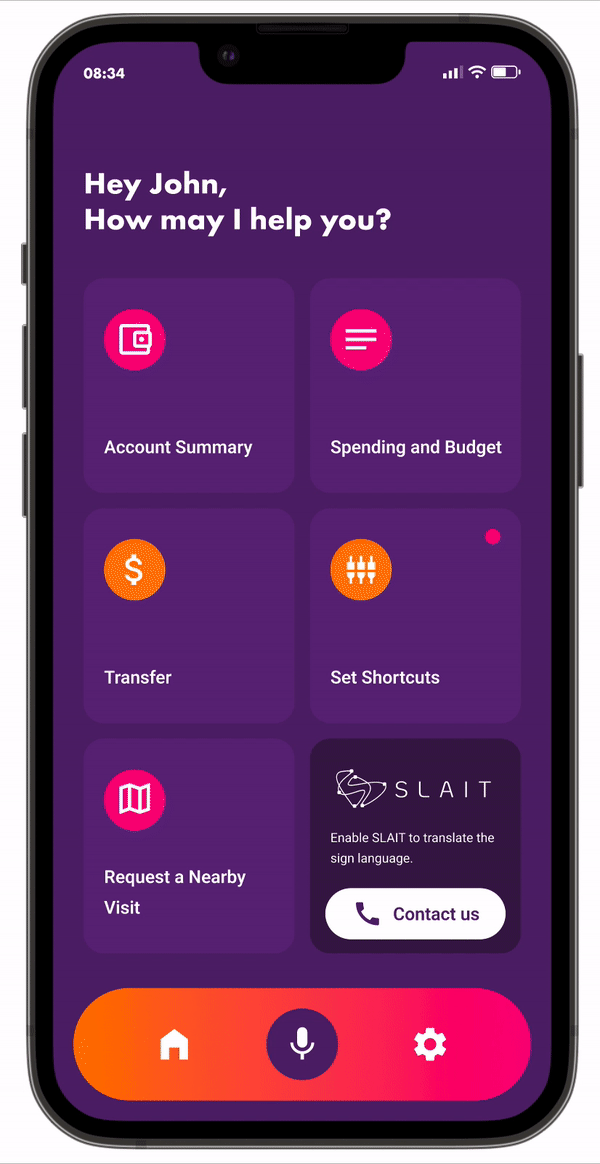 08:34
Hey John,
How may I help you?
Account Summary
Spending and Budget
Transfer
Set Shortcuts
Request a Nearby
Visit
SLAIT
Enable SLAIT to translate the
sign language.
Contact us